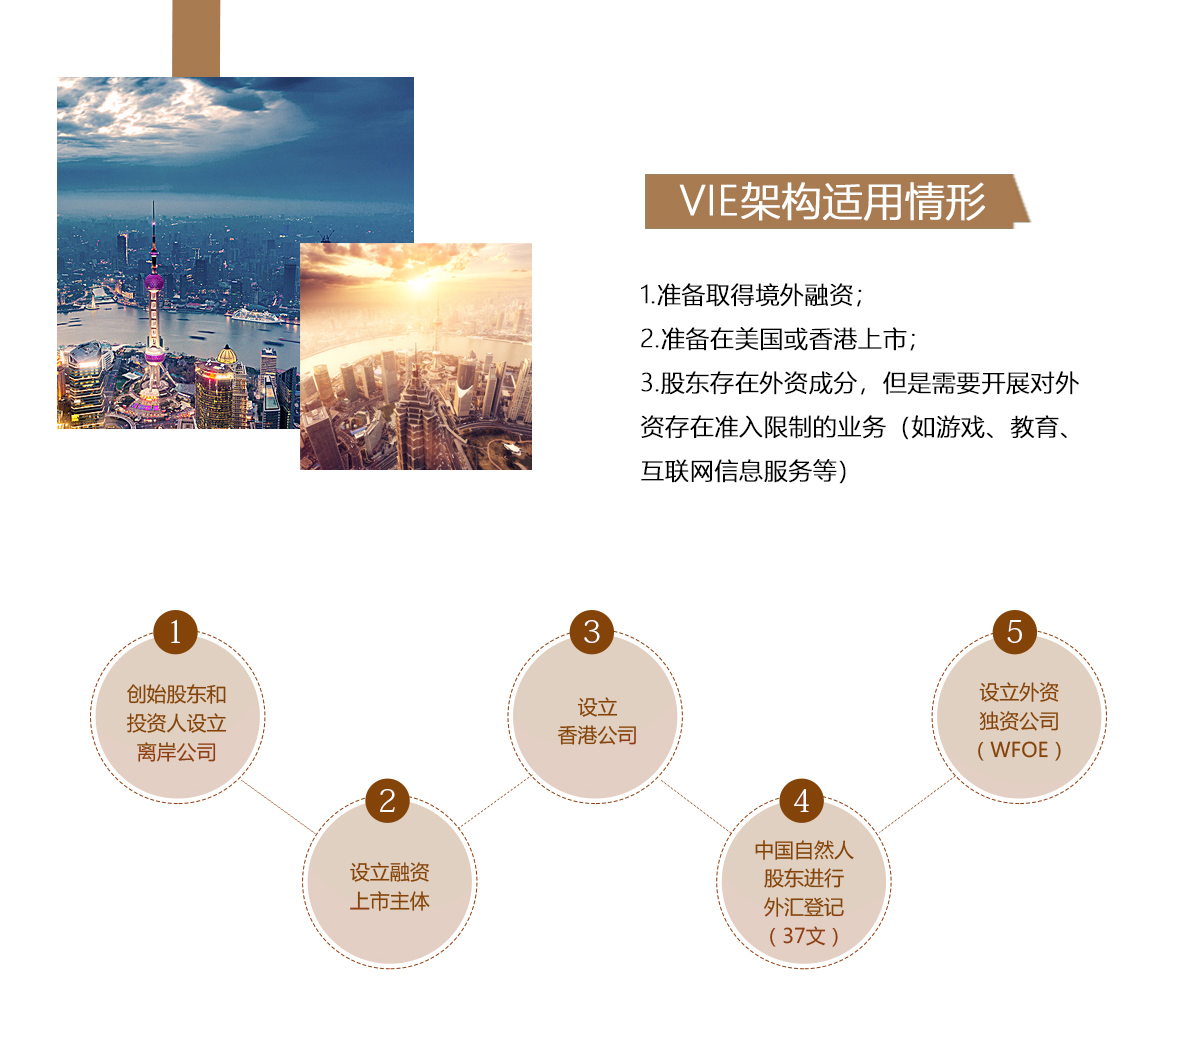 VIE架构适用情形
1.准备取得境外融资；
2.准备在美国或香港上市；
3.股东存在外资成分，但是需要开展对外
资存在准入限制的业务（如游戏、教育、
互联网信息服务等）
1
创始股东和
投资人设立
离岸公司
2
设立融资
上市主体
3
设立
香港公司
4
中国自然人
股东进行
外汇登记
（37文）
5
设立外资
独资公司
（WFOE）